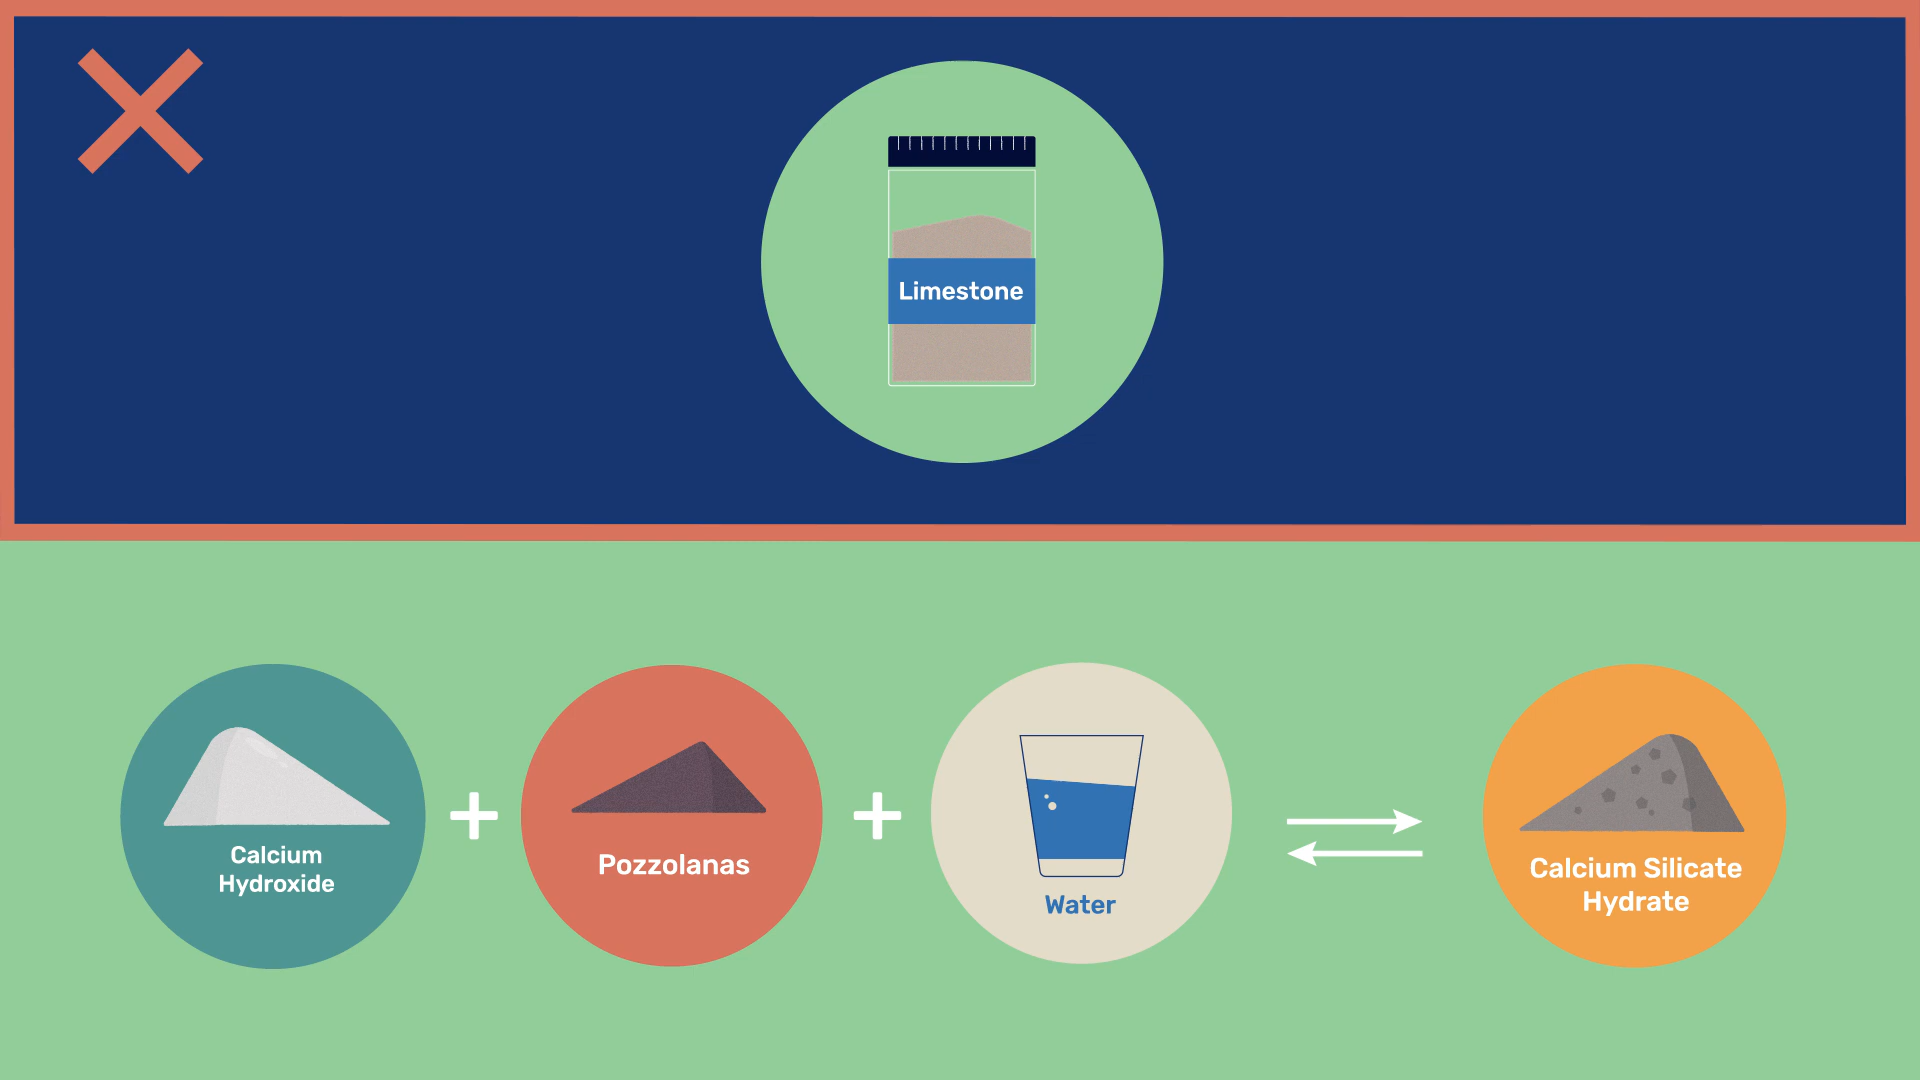 Limestone
Calcium
Hydroxide
Pozzolanas
Water
Calcium Silicate
Hydrate